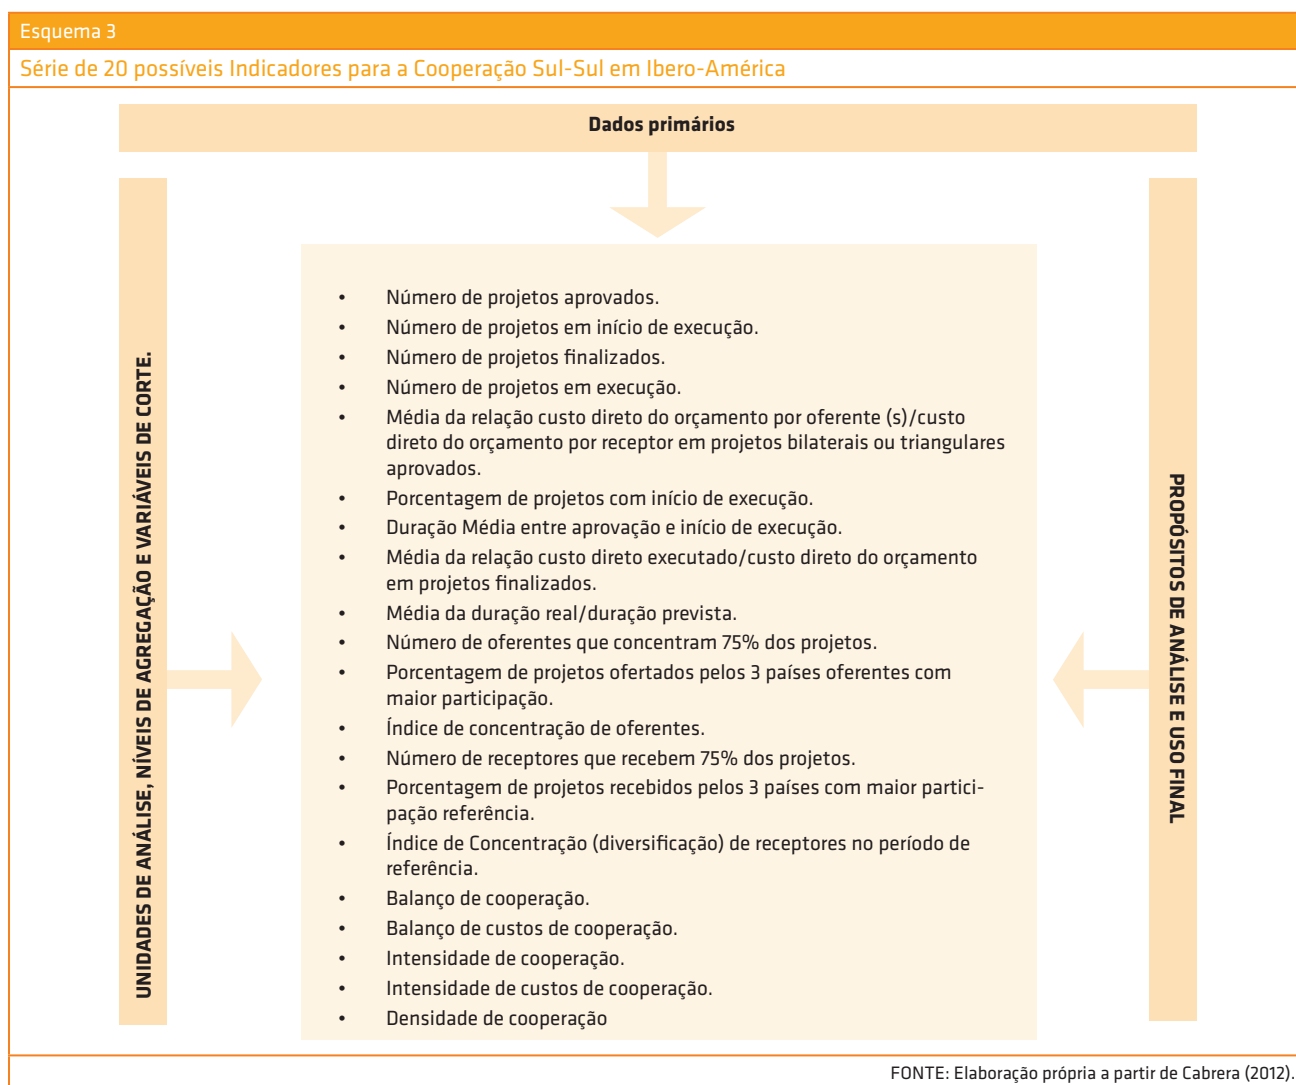 Esquema 3
Série de 20 possíveis Indicadores para a Cooperação Sul-Sul em Ibero-América
Dados primários
UNIDADES DE ANÁLISE, NÍVEIS DE AGREGAÇÃO E VARIÁVEIS DE CORTE.
• Número de projetos aprovados.
• Número de projetos em início de execução.
• Número de projetos finalizados.
• Número de projetos em execução.
• Média da relação custo direto do orçamento por oferente (s)/custo
direto do orçamento por receptor em projetos bilaterais ou triangulares
aprovados.
• Porcentagem de projetos com início de execução.
• Duração Média entre aprovação e início de execução.
• Média da relação custo direto executado/custo direto do orçamento
em projetos finalizados.
• Média da duração real/duração prevista.
• Número de oferentes que concentram 75% dos projetos.
• Porcentagem de projetos ofertados pelos 3 países oferentes com
maior participação.
• Índice de concentração de oferentes.
• Número de receptores que recebem 75% dos projetos.
• Porcentagem de projetos recebidos pelos 3 países com maior partici-
pação referência.
• Índice de Concentração (diversificação) de receptores no período de
referência.
• Balanço de cooperação.
• Balanço de custos de cooperação.
• Intensidade de cooperação.
• Intensidade de custos de cooperação.
• Densidade de cooperação
PROPÓSITOS DE ANÁLISE E USO FINAL
FONTE: Elaboração própria a partir de Cabrera (2012).